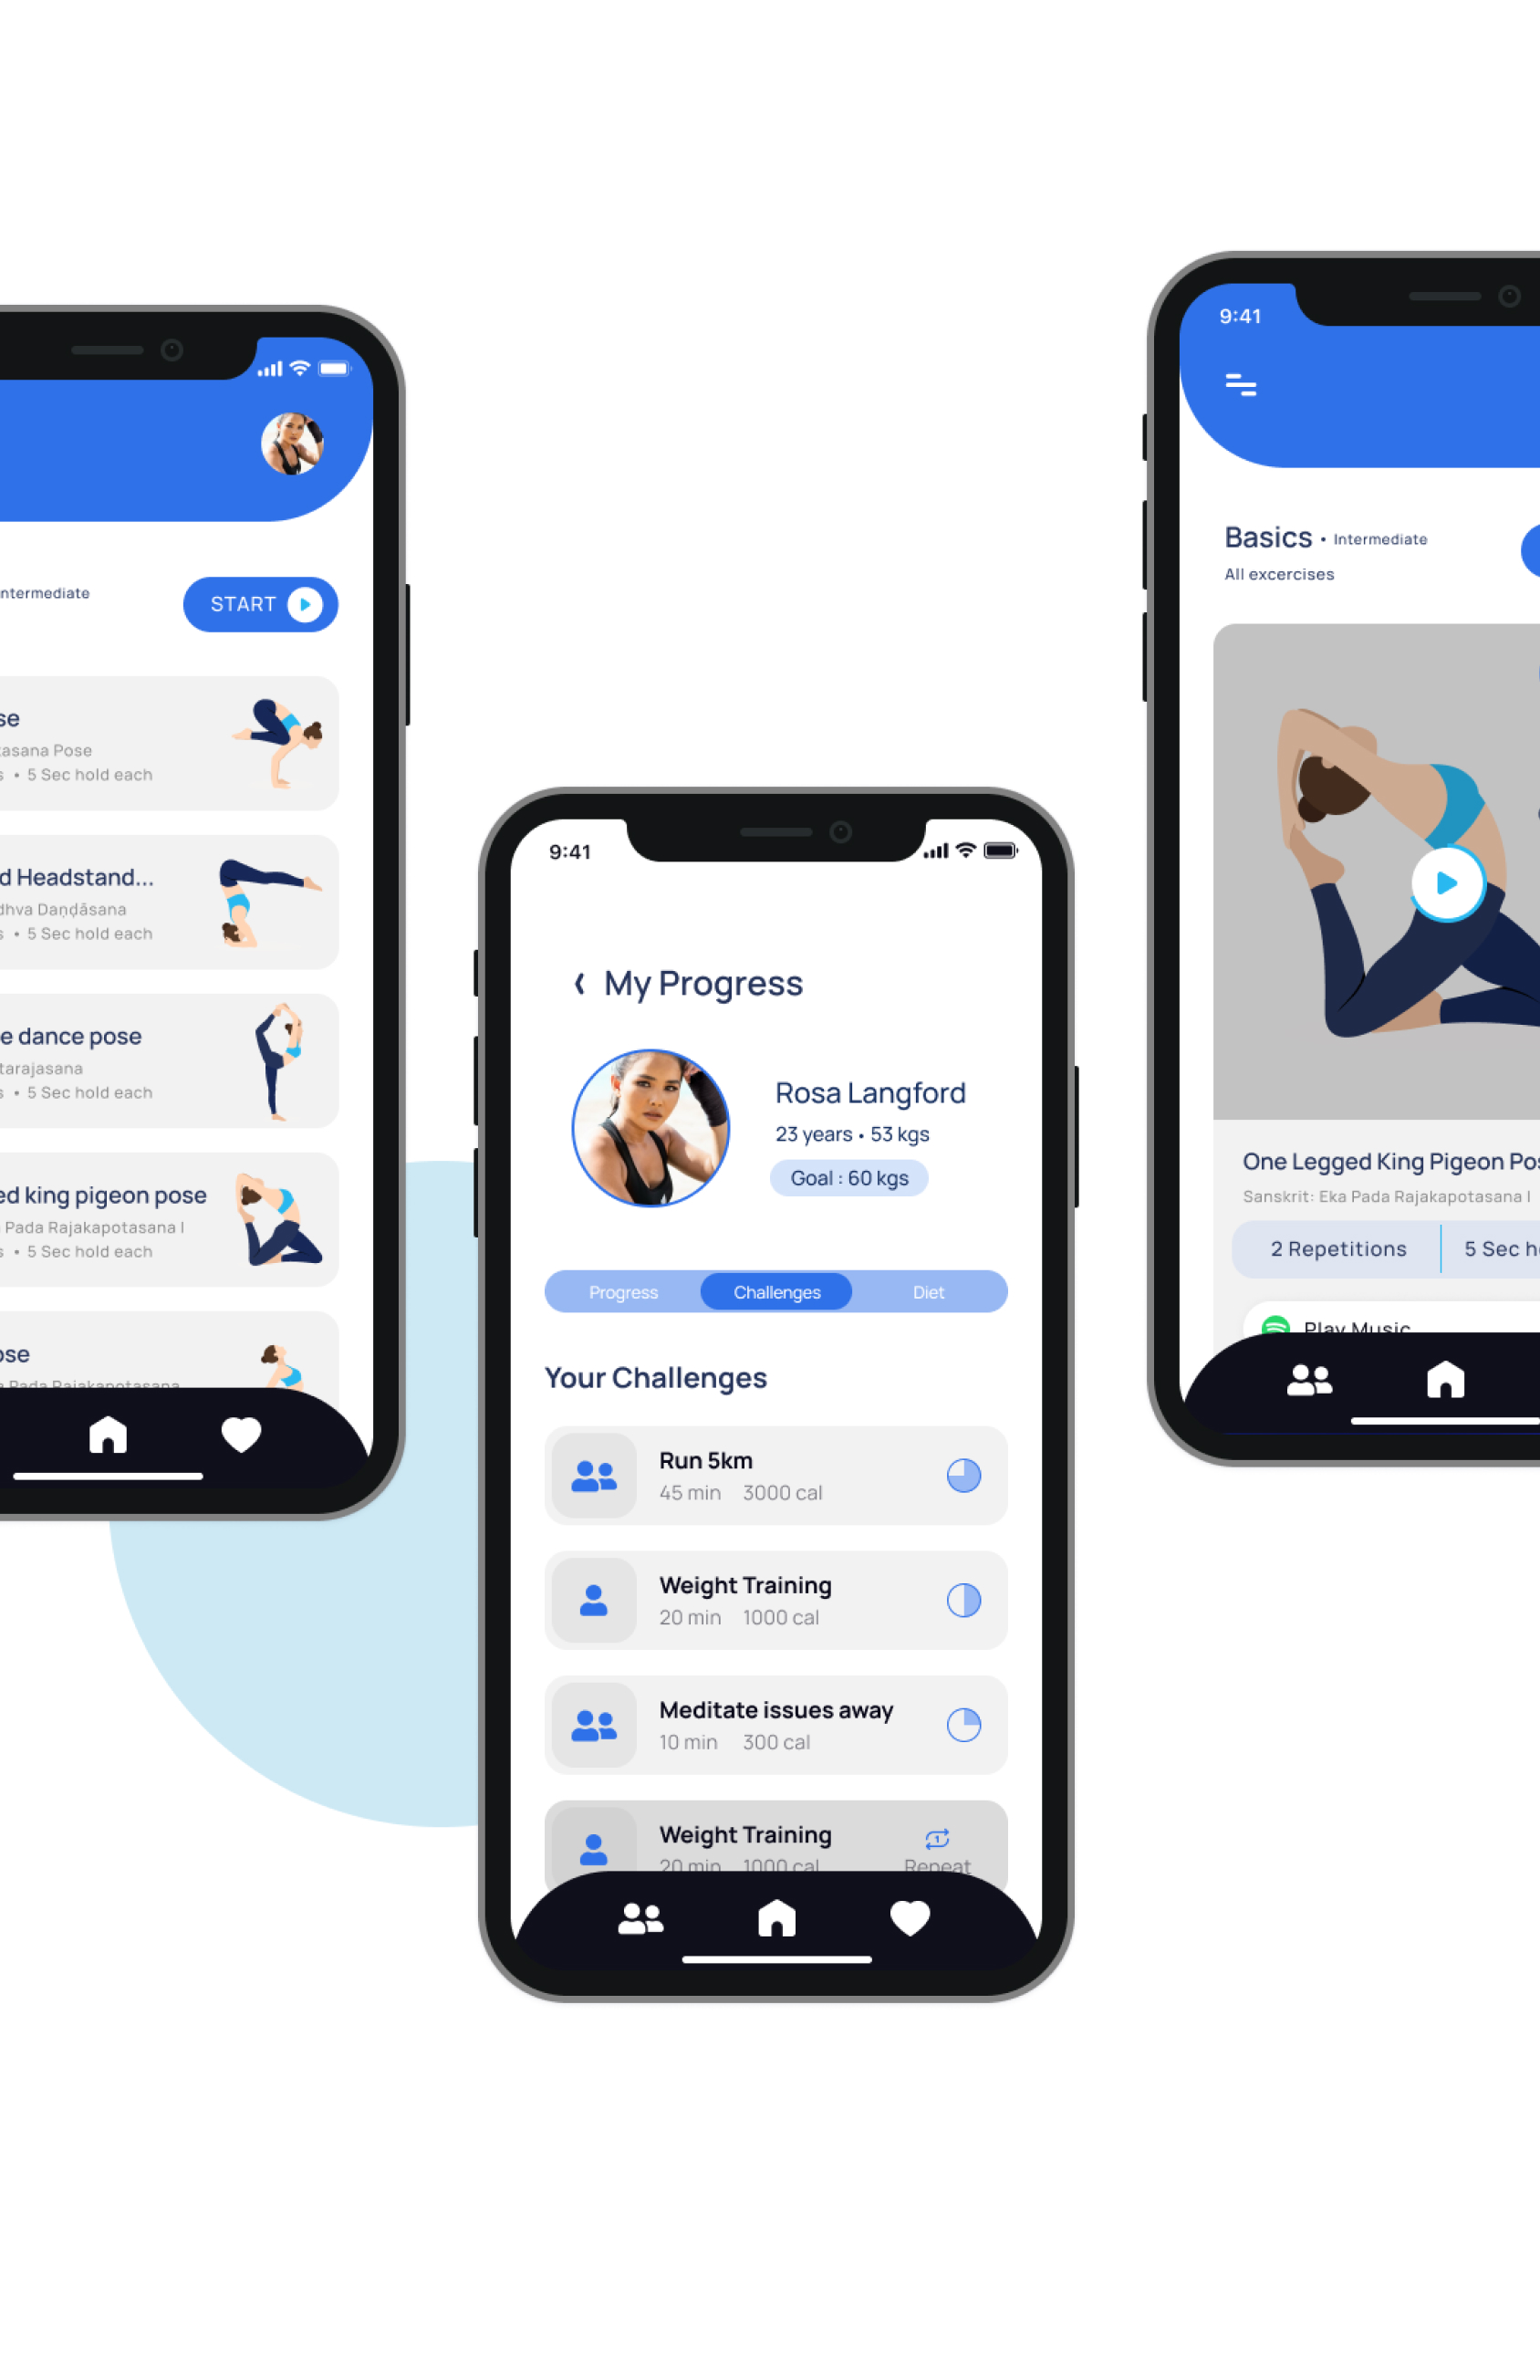 ntermediate
START
se
tasana Pose
s • 5 Sec hold each
d Headstand...
dhva Daṇḍāsana
s • 5 Sec hold each
e dance pose
tarajasana
s • 5 Sec hold each
ed king pigeon pose
Pada Rajakapotasana I
s • 5 Sec hold each
ose
Pada Rajakapotasana
9:41
My Progress
Rosa Langford
23 years • 53 kgs
Goal : 60 kgs
Progress Challenges Diet
Your Challenges
Run 5km
45 min 3000 cal
Weight Training
20 min 1000 cal
Meditate issues away
10 min 300 cal
Weight Training
20 min 1000 cal
Repeat
9:41
Basics • Intermediate
All excercises
One Legged King Pigeon Pos
Sanskrit: Eka Pada Rajakapotasana I
2 Repetitions 5 Sec h
Play Music